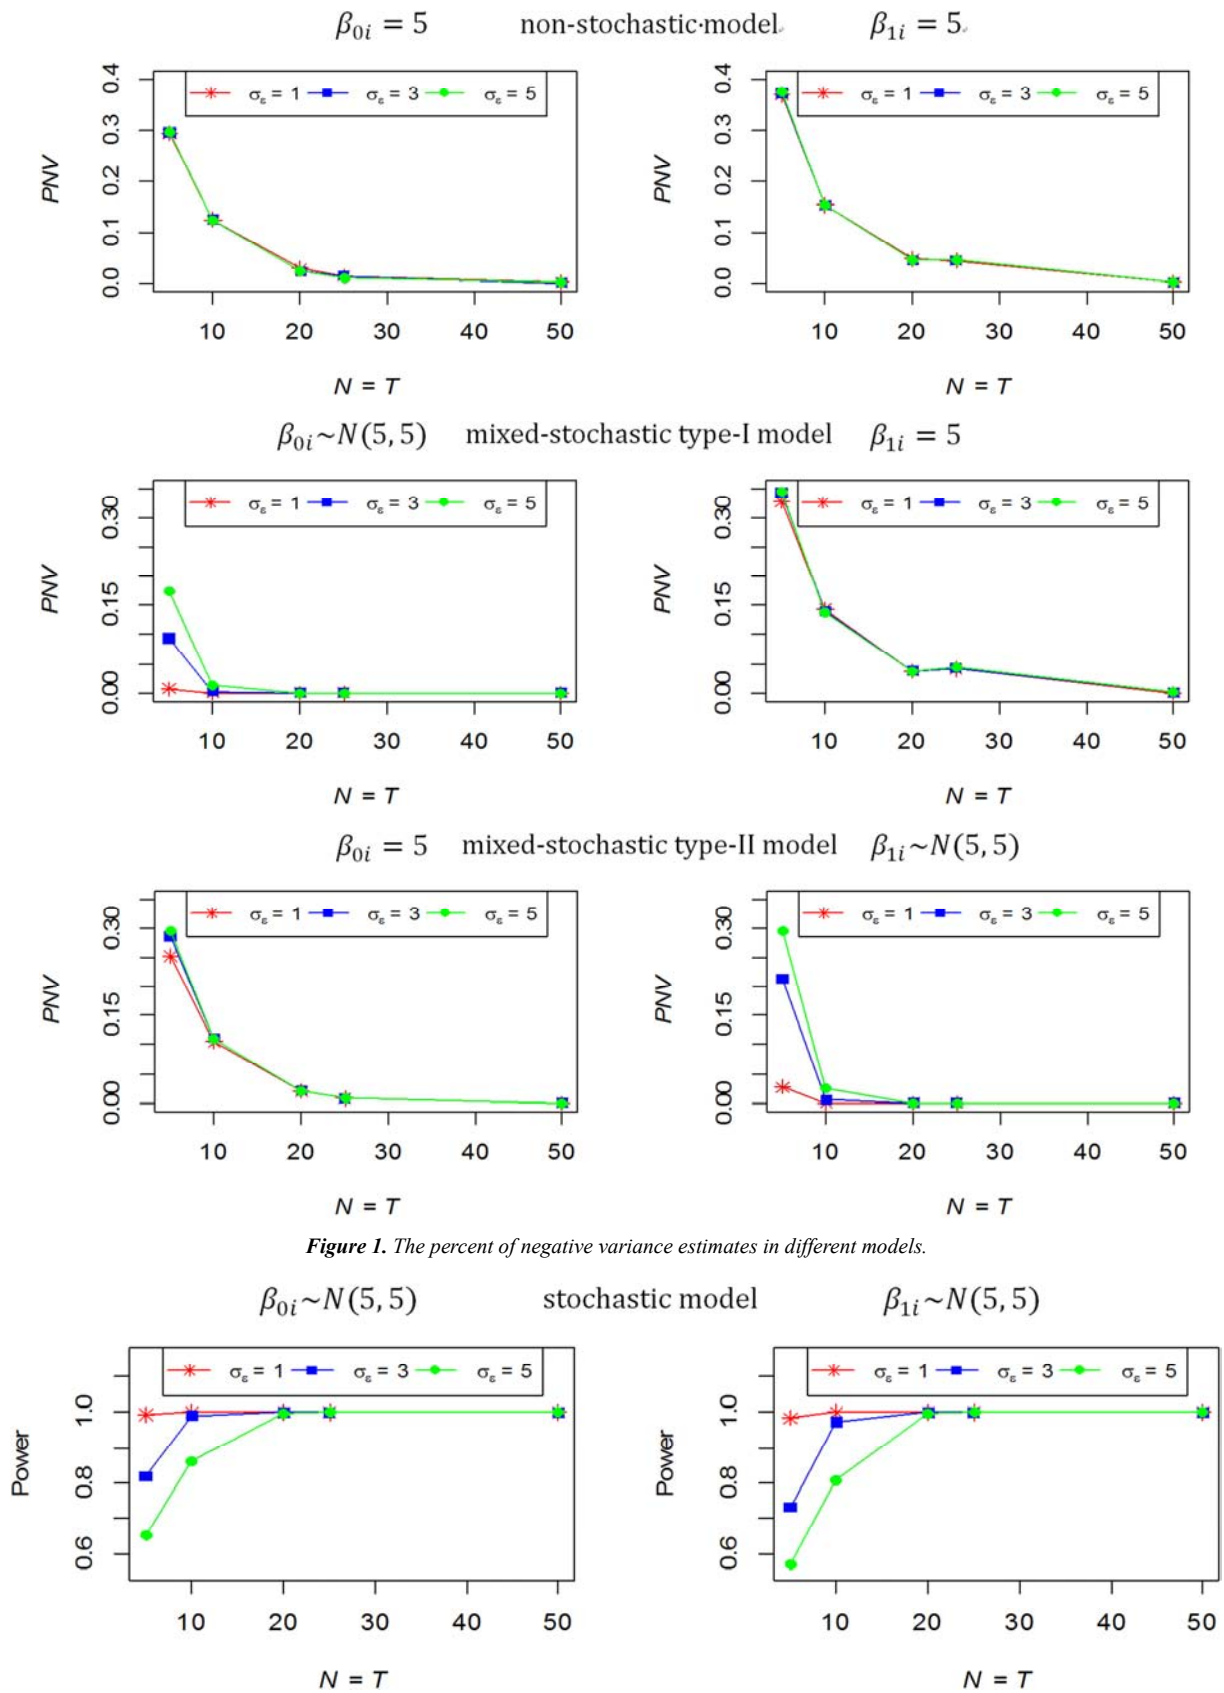 β0i = 5 non-stochastic·model. β1i = 5.
σε = 1 σε = 3 σε = 5
PNV
0.0 0.1 0.2 0.3 0.4
10 20 30 40 50
N = T
σε = 1 σε = 3 σε = 5
PNV
0.0 0.1 0.2 0.3 0.4
10 20 30 40 50
N = T
β0i~N(5, 5) mixed-stochastic type-I model β1i = 5
σε = 1 σε = 3 σε = 5
PNV
0.00 0.15 0.30
10 20 30 40 50
N = T
σε = 1 σε = 3 σε = 5
PNV
0.00 0.15 0.30
10 20 30 40 50
N = T
β0i = 5 mixed-stochastic type-II model β1i~N(5, 5)
σε = 1 σε = 3 σε = 5
PNV
0.00 0.15 0.30
10 20 30 40 50
N = T
σε = 1 σε = 3 σε = 5
PNV
0.00 0.15 0.30
10 20 30 40 50
N = T
Figure 1. The percent of negative variance estimates in different models.
β0i~N(5, 5) stochastic model β1i~N(5, 5)
σε = 1 σε = 3 σε = 5
Power
0.6 0.8 1.0
10 20 30 40 50
N = T
σε = 1 σε = 3 σε = 5
Power
0.6 0.8 1.0
10 20 30 40 50
N = T